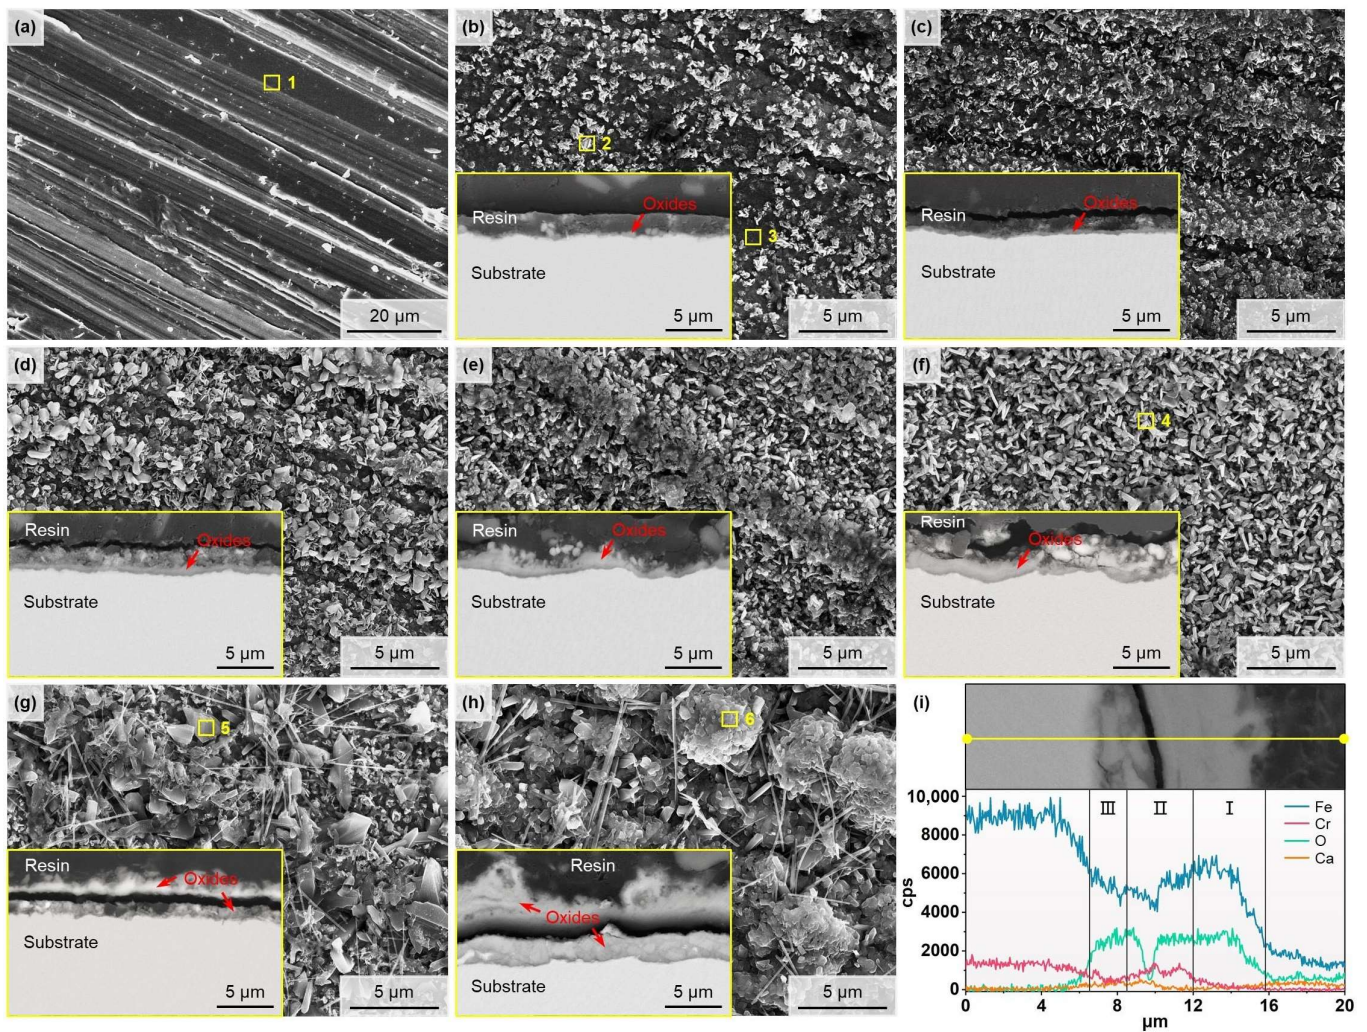 (a)
1
20 μm
(b)
2
3
Resin
Oxides
Substrate
5 μm
5 μm
(c)
Resin
Oxides
Substrate
5 μm
5 μm
(d)
Resin
Oxides
Substrate
5 μm
5 μm
(e)
Resin
Oxides
Substrate
5 μm
5 μm
(f)
4
Resin
Oxides
Substrate
5 μm
5 μm
(g)
5
Resin
Oxides
Substrate
5 μm
5 μm
(h)
6
Resin
Oxides
Substrate
5 μm
5 μm
(i)
10,000
8000
6000
4000
2000
0
cps
III
II
I
Fe
Cr
O
Ca
0 4 8 12 16 20
μm